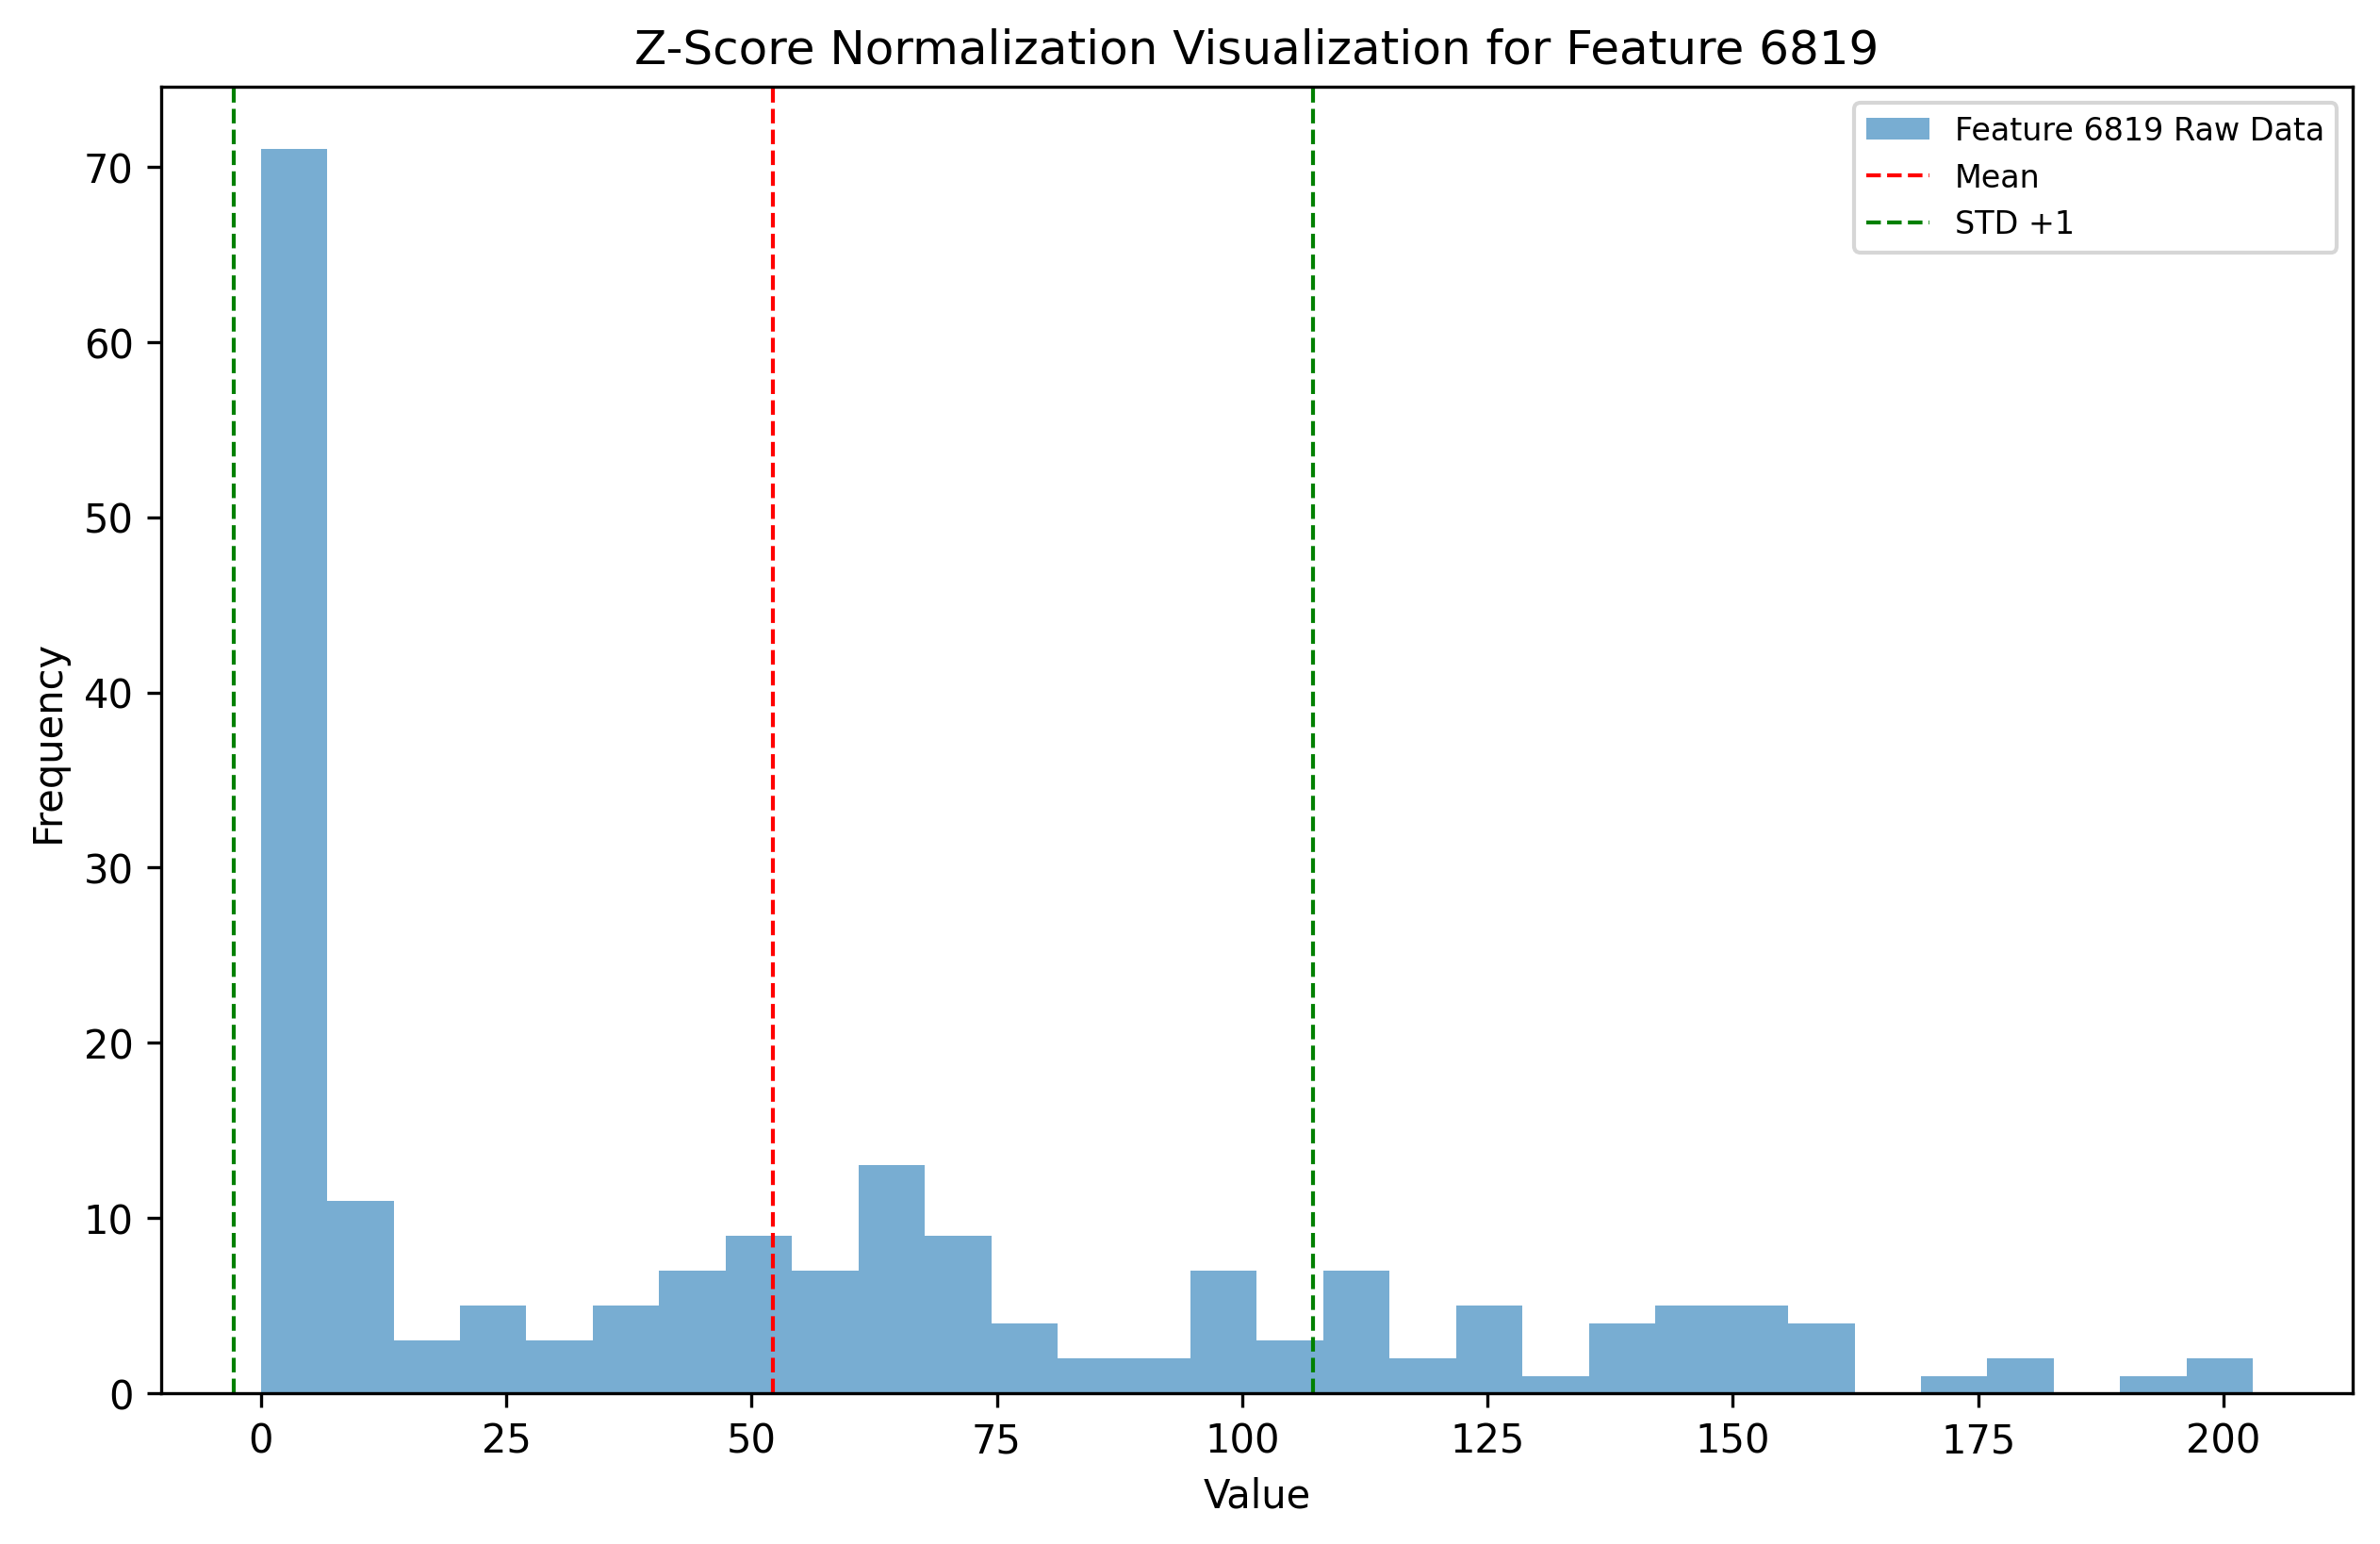 Z-Score Normalization Visualization for Feature 6819
Feature 6819 Raw Data
Mean
STD +1
Frequency
70
60
50
40
30
20
10
0
0 25 50 75 100 125 150 175 200
Value